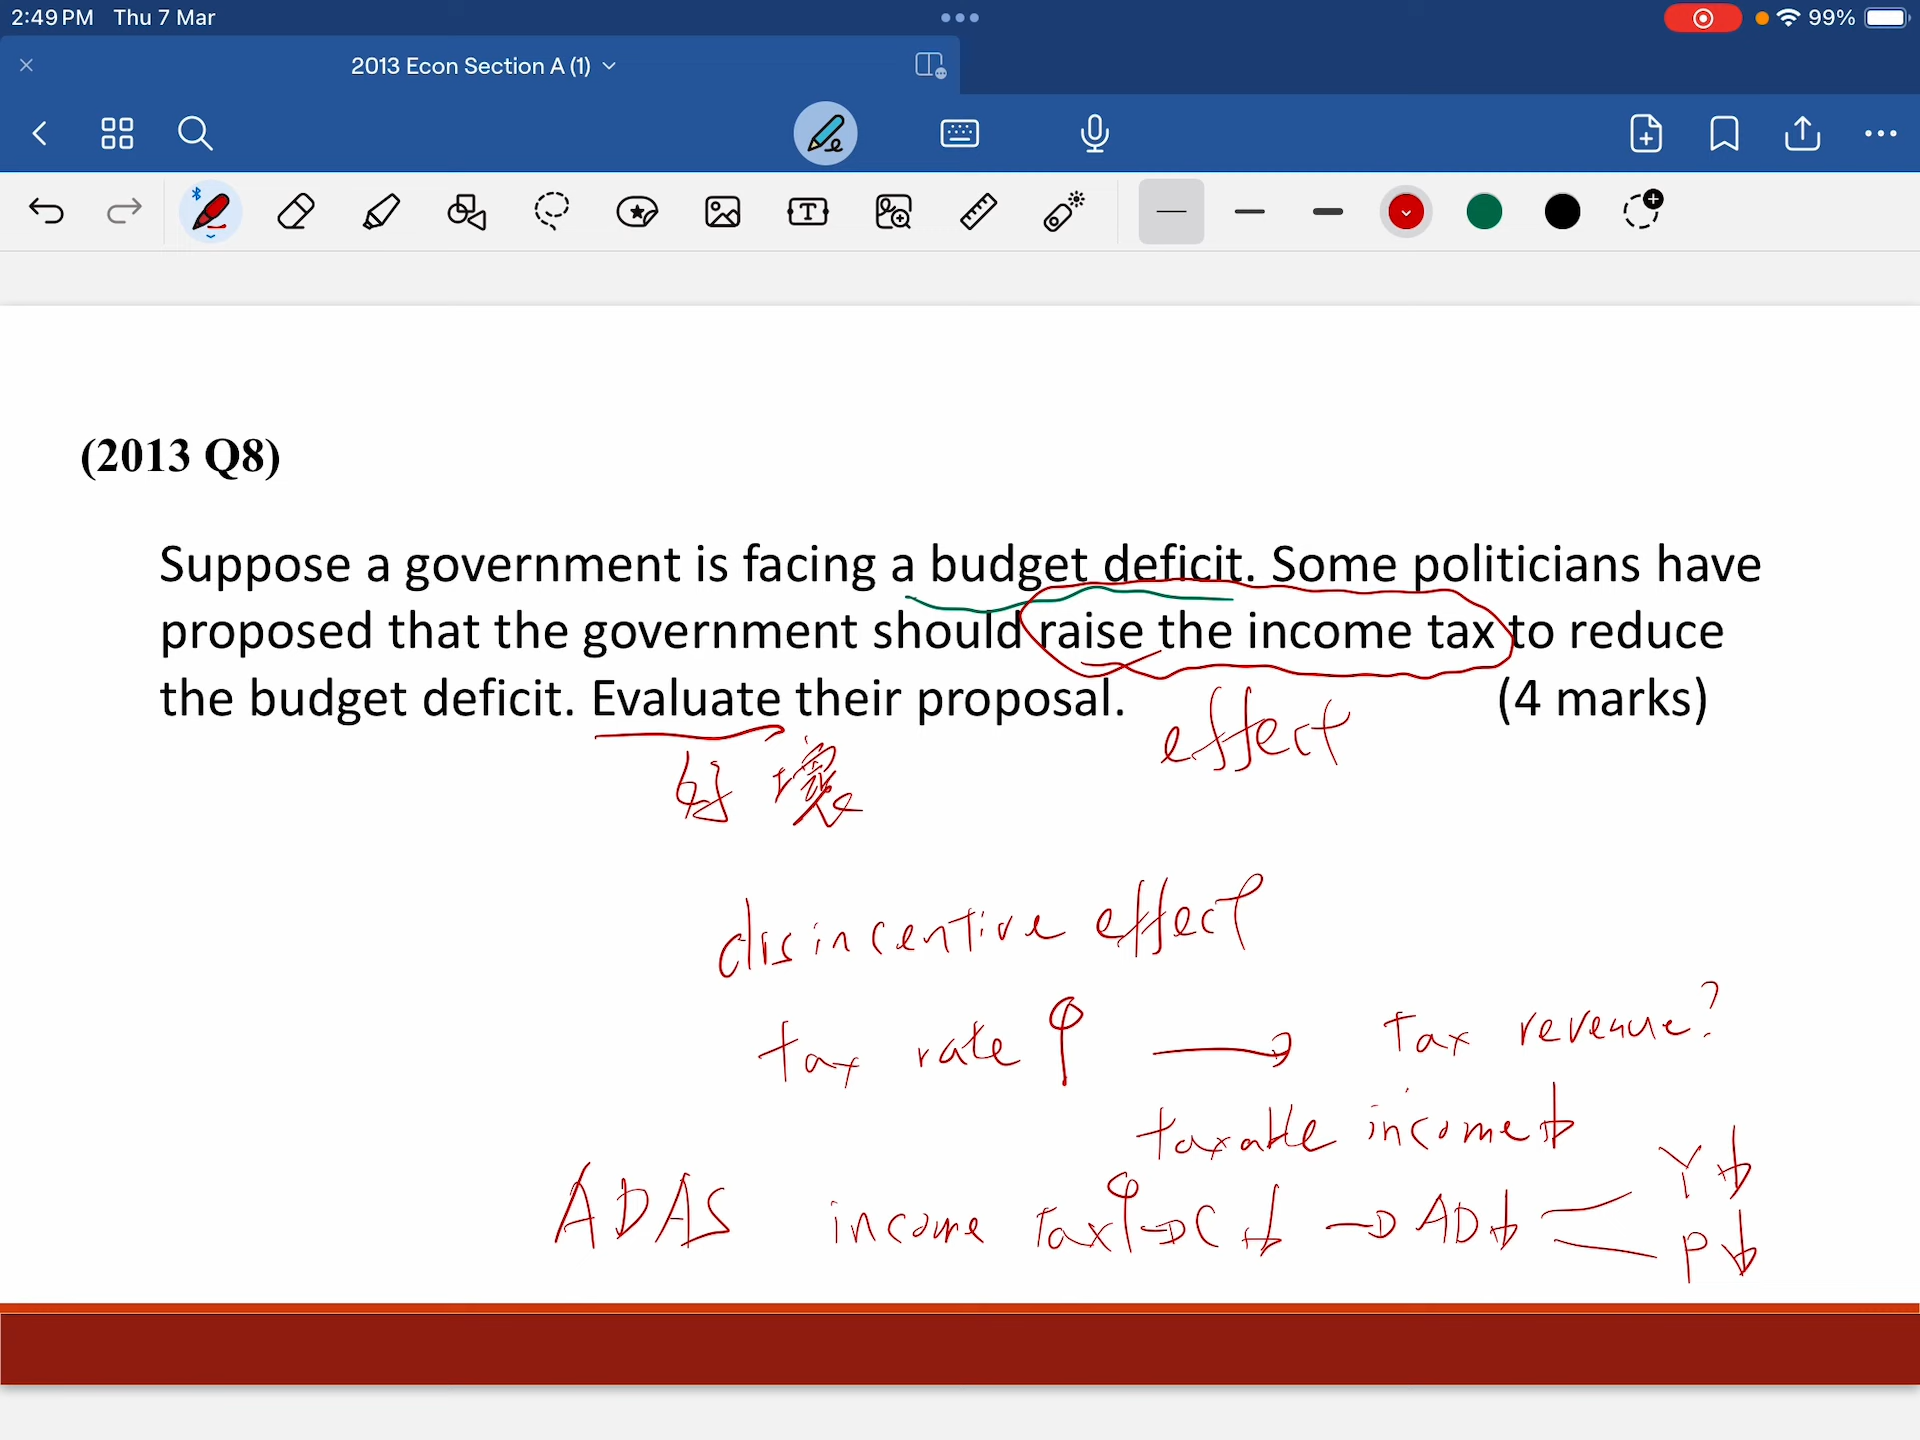 2:49 PM Thu 7 Mar
99%
2013 Econ Section A (1)
(2013 Q8)
Suppose a government is facing a budget deficit. Some politicians have
proposed that the government should raise the income tax to reduce
the budget deficit. Evaluate their proposal. (4 marks)
effect
好 壞
disincentive effect
tax rate ↑ → tax revenue?
taxable income ↓
ADAS income tax ↑ → C ↓ → AD ↓ Y ↓
P ↓